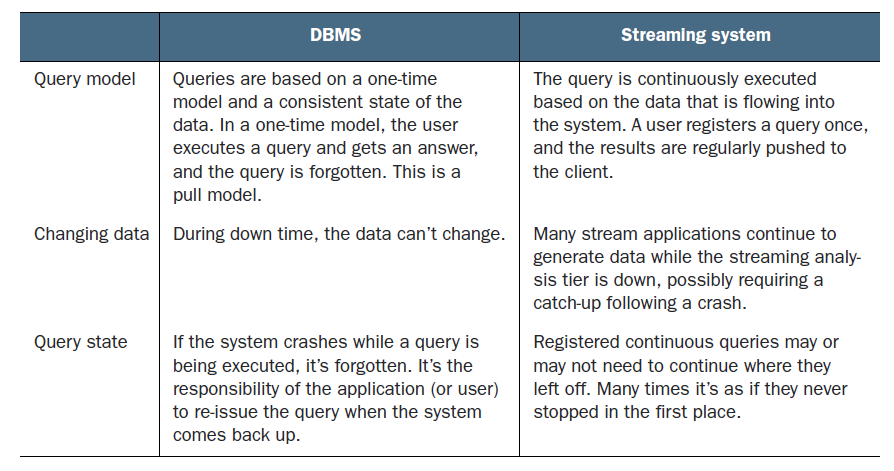 DBMS
Streaming system
Query model
Queries are based on a one-time
model and a consistent state of the
data. In a one-time model, the user
executes a query and gets an answer,
and the query is forgotten. This is a
pull model.
The query is continuously executed
based on the data that is flowing into
the system. A user registers a query once,
and the results are regularly pushed to
the client.
Changing data
During down time, the data can’t change.
Many stream applications continue to
generate data while the streaming analy-
sis tier is down, possibly requiring a
catch-up following a crash.
Query state
If the system crashes while a query is
being executed, it’s forgotten. It’s the
responsibility of the application (or user)
to re-issue the query when the system
comes back up.
Registered continuous queries may or
may not need to continue where they
left off. Many times it’s as if they never
stopped in the first place.